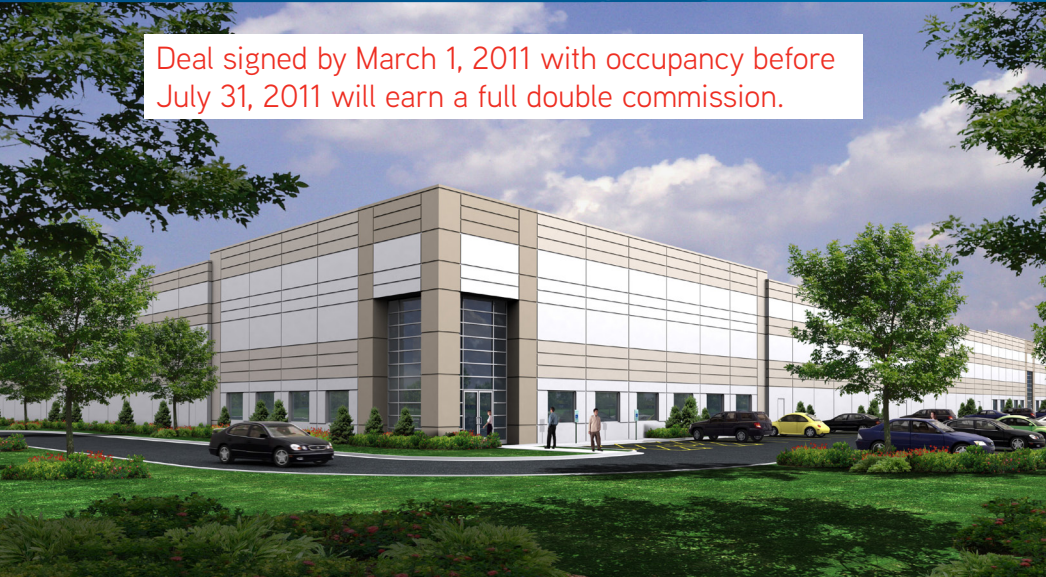 Deal signed by March 1, 2011 with occupancy before
July 31, 2011 will earn a full double commission.